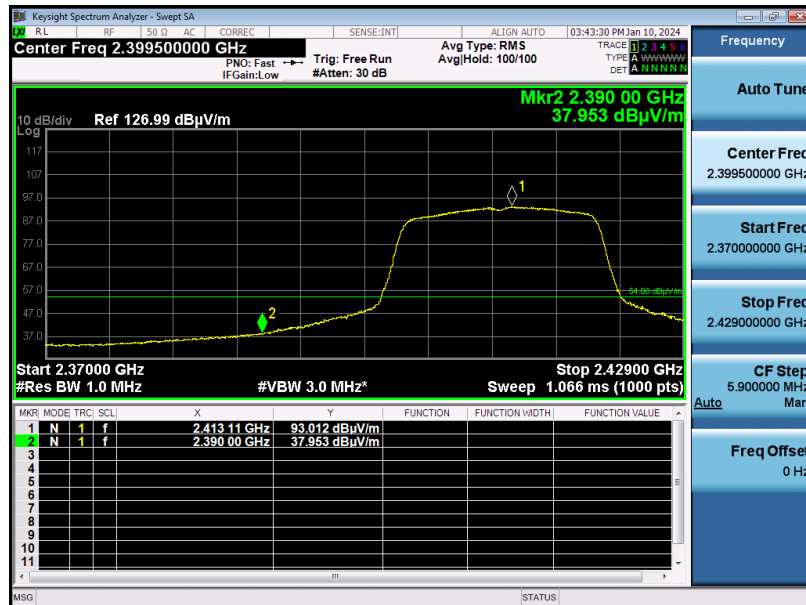 Keysight Spectrum Analyzer - Swept SA
LXI RL RF 50 Ω AC CORREC SENSE:INT ALIGN AUTO 03:43:30 PM Jan 10, 2024
Center Freq 2.399500000 GHz
PNO: Fast Trig: Free Run
IFGain:Low #Atten: 30 dB
Avg Type: RMS
Avg|Hold: 100/100
TRACE 1 2 3 4 5 6
TYPE A WWWWW
DET A N N N N N
Mkr2 2.390 00 GHz
37.953 dBµV/m
10 dB/div Ref 126.99 dBµV/m
Log
117
107
97.0
87.0
77.0
67.0
57.0
47.0
37.0
1
2
54.00 dBµV/m
Start 2.37000 GHz Stop 2.42900 GHz
#Res BW 1.0 MHz #VBW 3.0 MHz* Sweep 1.066 ms (1000 pts)
MKR MODE TRC SCL X Y FUNCTION FUNCTION WIDTH FUNCTION VALUE
1 N 1 f 2.413 11 GHz 93.012 dBµV/m
2 N 1 f 2.390 00 GHz 37.953 dBµV/m
3
4
5
6
7
8
9
10
11
MSG STATUS
Frequency
Auto Tune
Center Freq
2.399500000 GHz
Start Freq
2.370000000 GHz
Stop Freq
2.429000000 GHz
CF Step
5.900000 MHz
Auto Man
Freq Offset
0 Hz